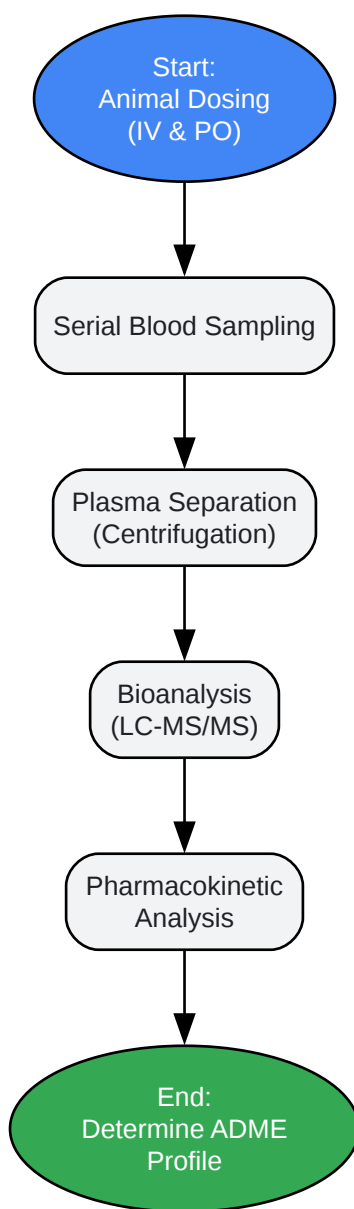 Start:
Animal Dosing
(IV & PO)
Serial Blood Sampling
Plasma Separation
(Centrifugation)
Bioanalysis
(LC-MS/MS)
Pharmacokinetic
Analysis
End:
Determine ADME
Profile